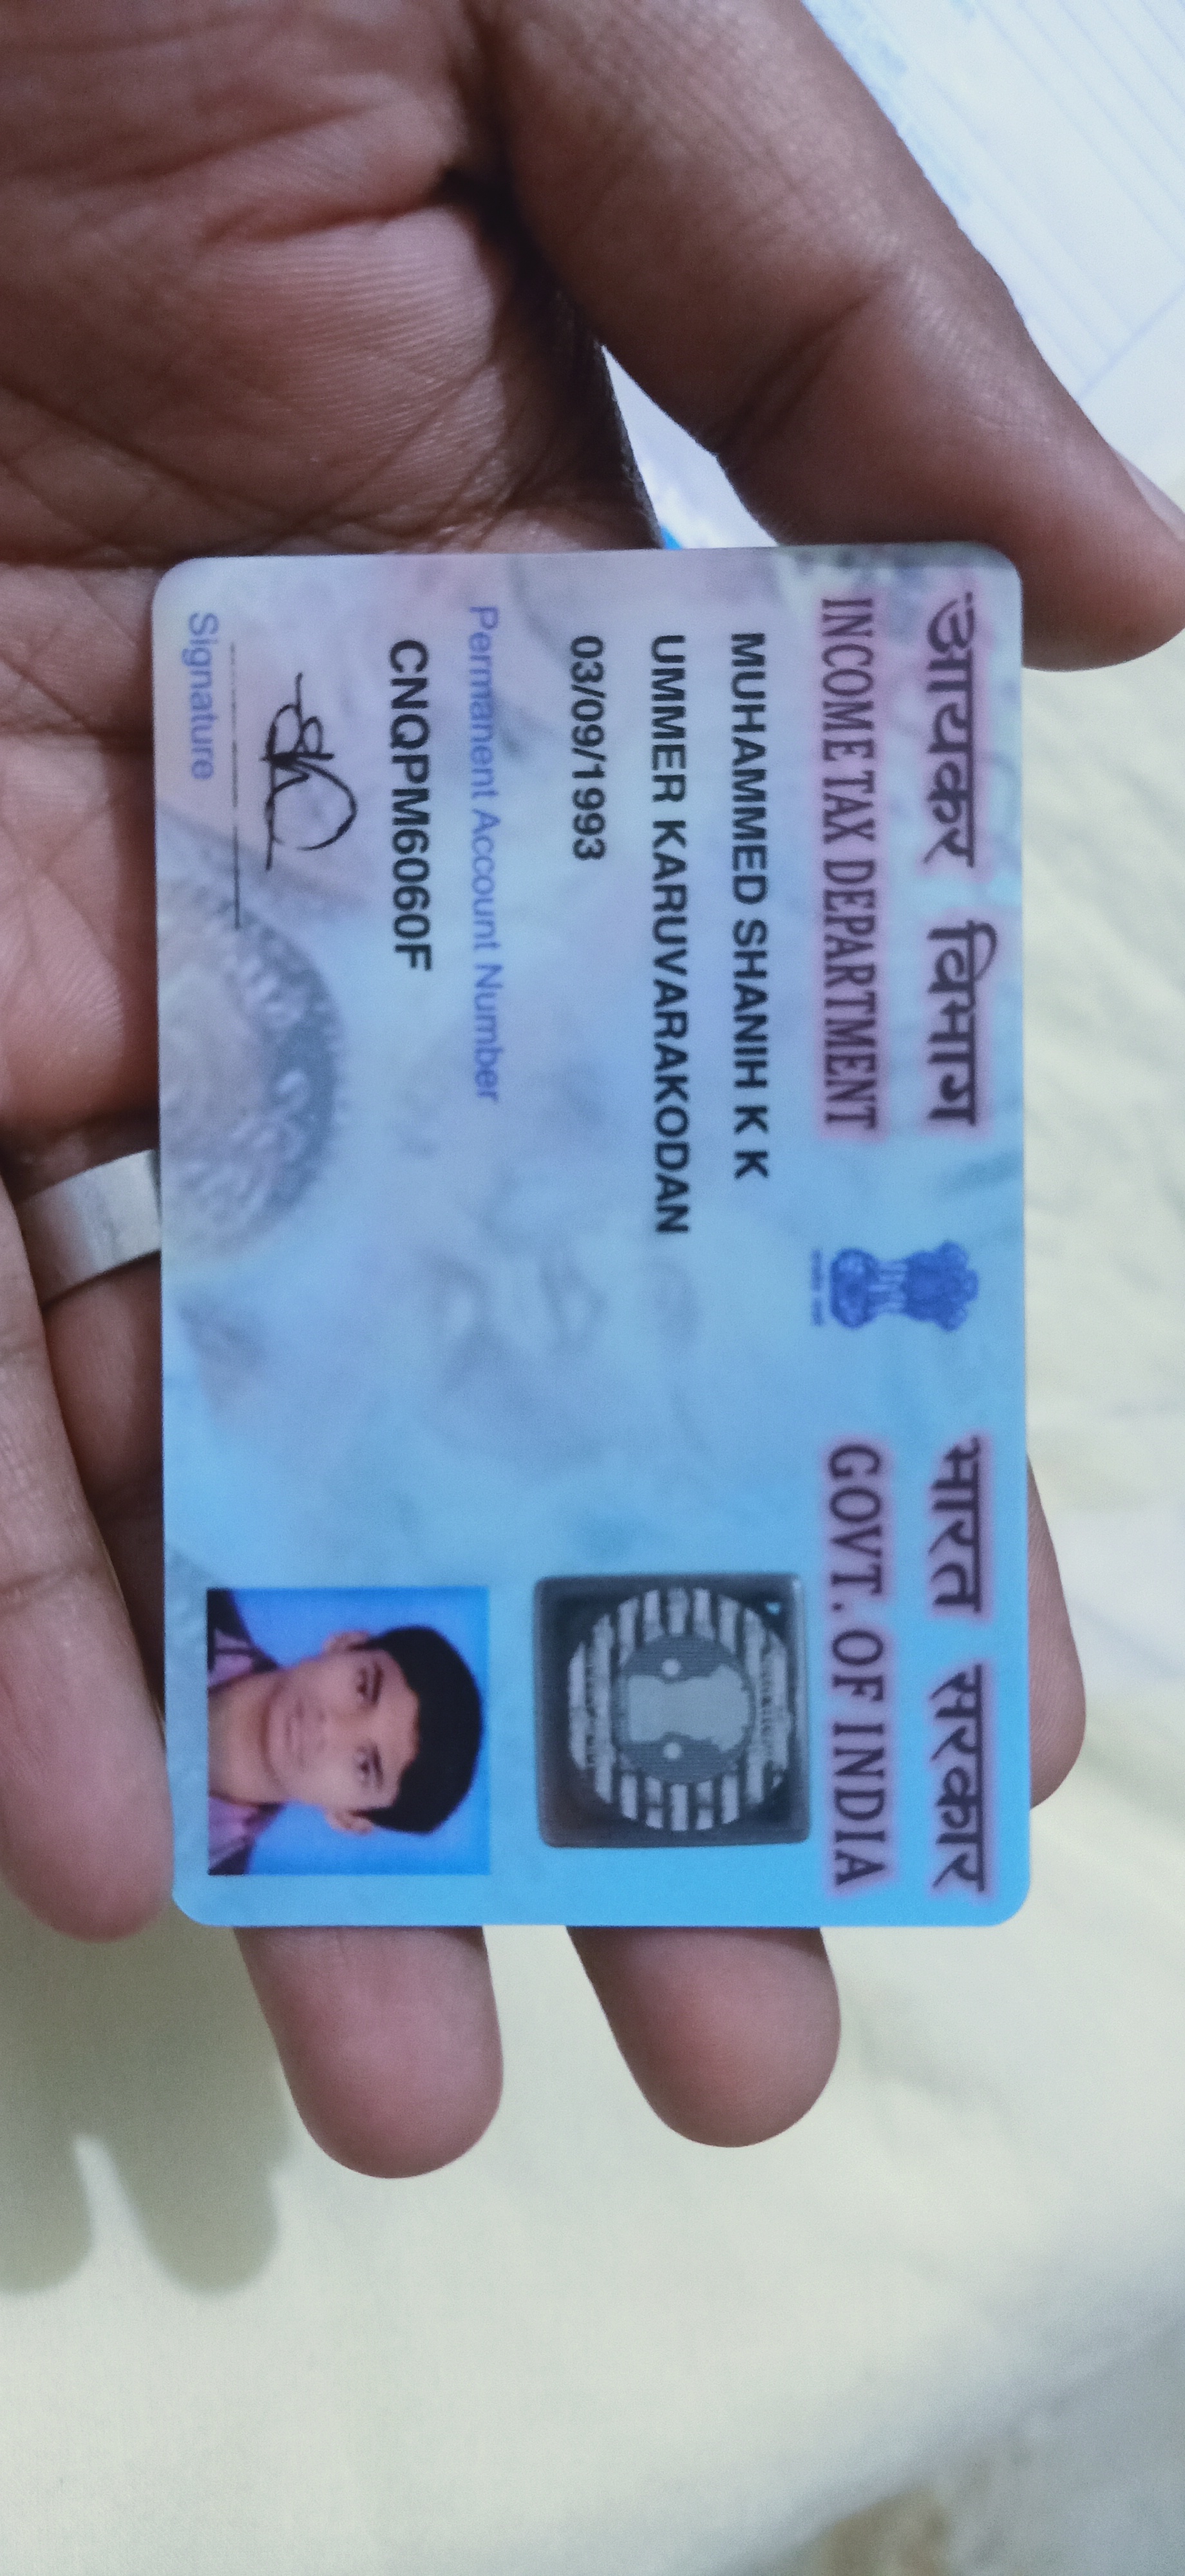 आयकर विभाग
INCOME TAX DEPARTMENT
भारत सरकार
GOVT. OF INDIA
MUHAMMED SHANIH K K
UMMER KARUVARAKODAN
03/09/1993
Permanent Account Number
CNQPM6060F
Signature